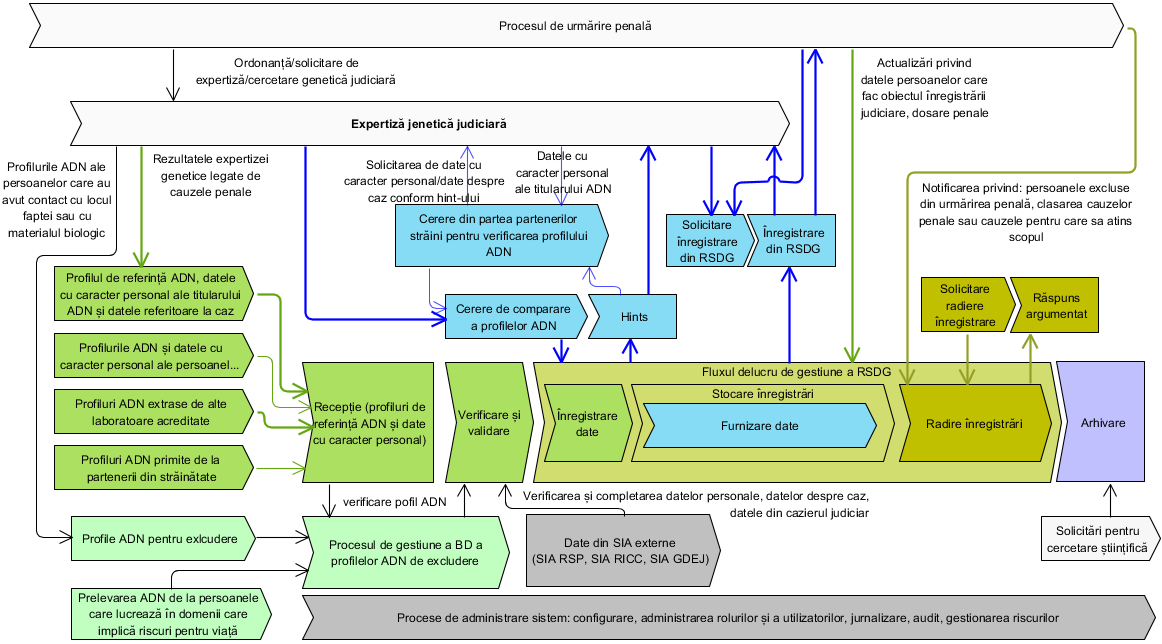 Procesul de urmărire penală
Ordonanță/solicitare de
expertiză/cercetare genetică judiciară
Actualizări privind
datele persoanelor care
fac obiectul înregistrării
judiciare, dosare penale
Expertiză jenetică judiciară
Profilurile ADN ale
persoanelor care au
avut contact cu locul
faptei sau cu
materialul biologic
Rezultatele expertizei
genetice legate de
cauzele penale
Solicitarea de date cu
caracter personal/date despre
caz conform hint-ului
Datele cu
caracter personal
ale titularului ADN
Notificarea privind: persoanele excluse
din urmărirea penală, clasarea cauzelor
penale sau cauzele pentru care sa atins
scopul
Cerere din partea partenerilor
străini pentru verificarea profilului
ADN
Solicitare
înregistrare
din RSDG
Înregistrare
din RSDG
Profilul de referință ADN, datele
cu caracter personal ale titularului
ADN și datele referitoare la caz
Cerere de comparare
a profilelor ADN
Hints
Solicitare
radiere
înregistrare
Răspuns
argumentat
Profilurile ADN și datele cu
caracter personal ale persoanel...
Profiluri ADN extrase de alte
laboratoare acreditate
Profiluri ADN primite de la
partenerii din străinătate
Recepție (profiluri de
referință ADN și date
cu caracter personal)
Verificare și
validare
Fluxul delucru de gestiune a RSDG
Înregistrare
date
Stocare înregistrări
Furnizare date
Radire înregistrări
Arhivare
verificare pofil ADN
Verificarea și completarea datelor personale, datelor despre caz,
datele din cazierul judiciar
Profile ADN pentru exlcudere
Procesul de gestiune a BD a
profilelor ADN de excludere
Date din SIA externe
(SIA RSP, SIA RICC, SIA GDEJ)
Solicitări pentru
cercetare științifică
Prelevarea ADN de la persoanele
care lucrează în domenii care
implică riscuri pentru viață
Procese de administrare sistem: configurare, administrarea rolurilor și a utilizatorilor, jurnalizare, audit, gestionarea riscurilor